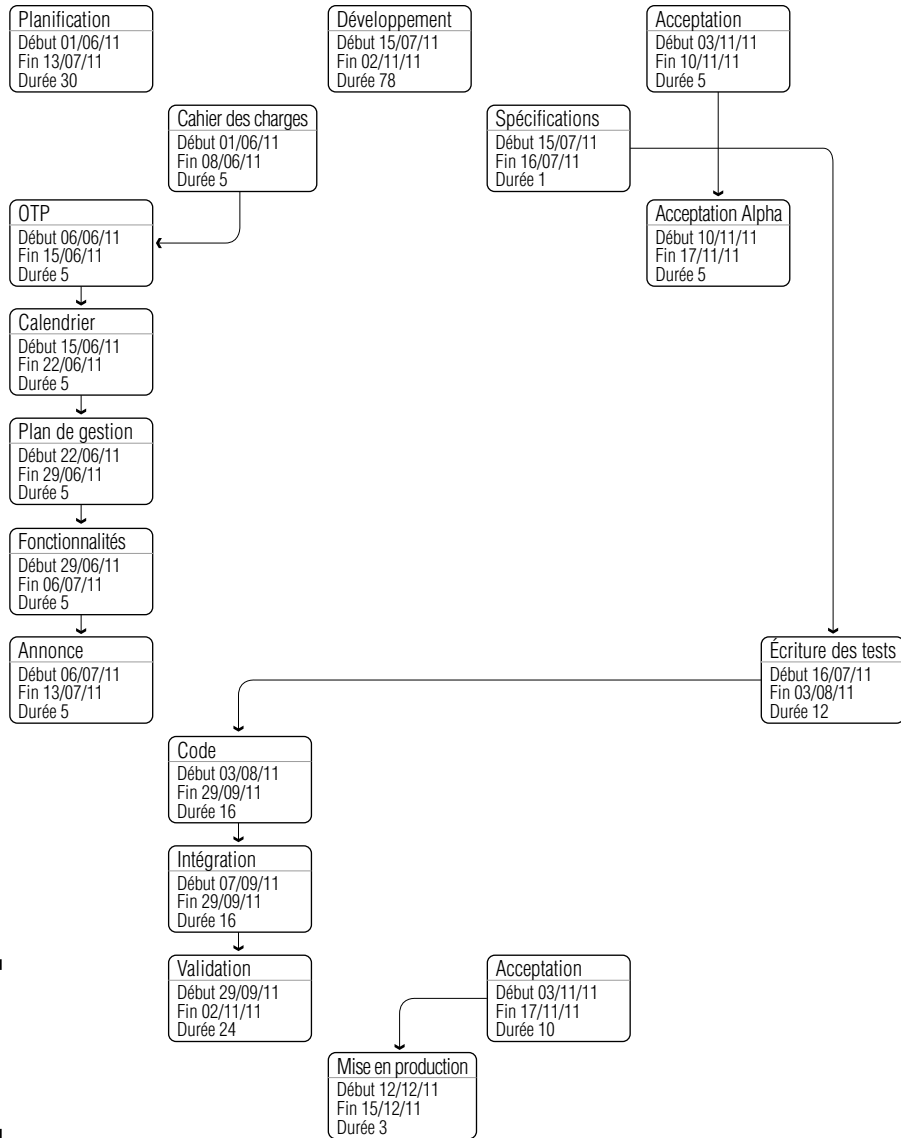 Planification
Début 01/06/11
Fin 13/07/11
Durée 30
Développement
Début 15/07/11
Fin 02/11/11
Durée 78
Acceptation
Début 03/11/11
Fin 10/11/11
Durée 5
Cahier des charges
Début 01/06/11
Fin 08/06/11
Durée 5
Spécifications
Début 15/07/11
Fin 16/07/11
Durée 1
OTP
Début 06/06/11
Fin 15/06/11
Durée 5
Acceptation Alpha
Début 10/11/11
Fin 17/11/11
Durée 5
Calendrier
Début 15/06/11
Fin 22/06/11
Durée 5
Plan de gestion
Début 22/06/11
Fin 29/06/11
Durée 5
Fonctionnalités
Début 29/06/11
Fin 06/07/11
Durée 5
Annonce
Début 06/07/11
Fin 13/07/11
Durée 5
Écriture des tests
Début 16/07/11
Fin 03/08/11
Durée 12
Code
Début 03/08/11
Fin 29/09/11
Durée 16
Intégration
Début 07/09/11
Fin 29/09/11
Durée 16
Validation
Début 29/09/11
Fin 02/11/11
Durée 24
Acceptation
Début 03/11/11
Fin 17/11/11
Durée 10
Mise en production
Début 12/12/11
Fin 15/12/11
Durée 3